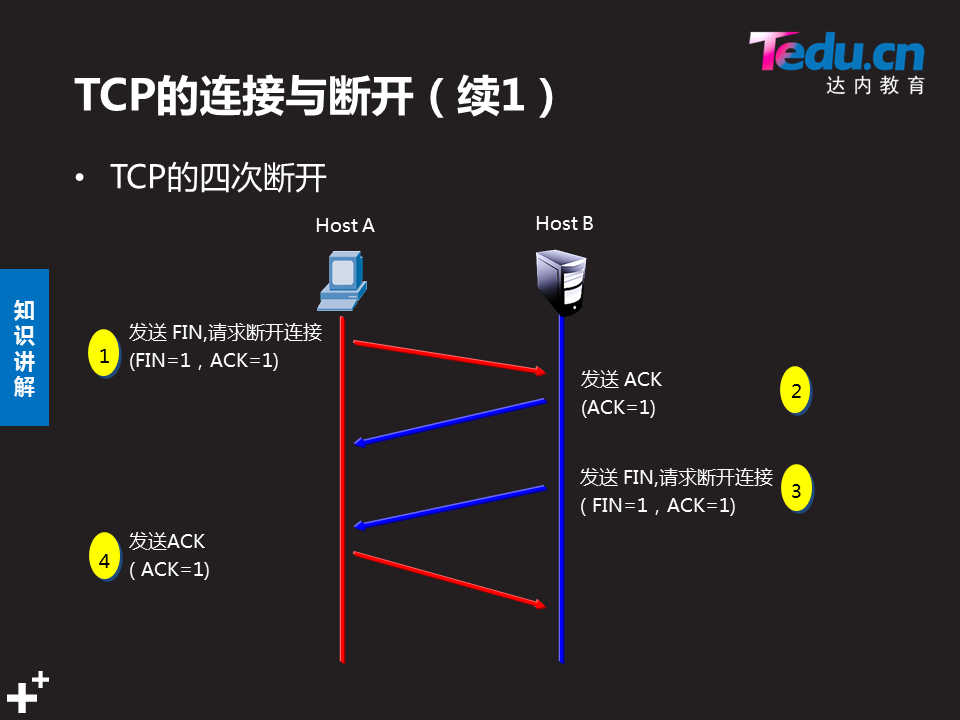 Tedu.cn
达内教育
TCP的连接与断开（续1）
• TCP的四次断开
Host A
Host B
知
识
讲
解
1
发送 FIN,请求断开连接
(FIN=1，ACK=1)
发送 ACK
(ACK=1)
2
发送 FIN,请求断开连接
( FIN=1，ACK=1)
3
4
发送ACK
( ACK=1)